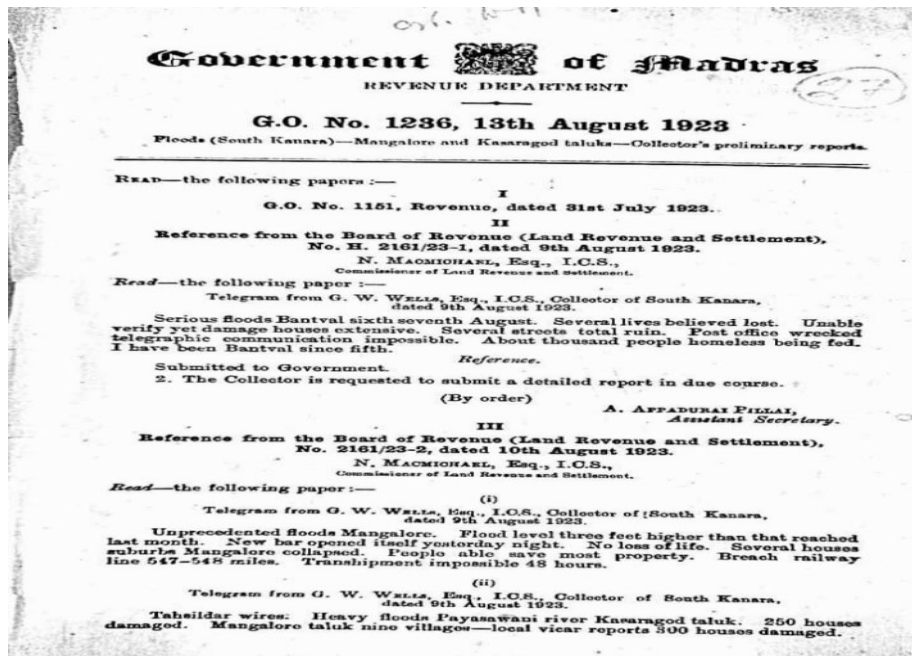 Government of Madras
REVENUE DEPARTMENT
27
G.O. No. 1236, 13th August 1923
Floods (South Kanara)—Mangalore and Kasaragod taluks—Collector's preliminary reports.
READ—the following papers :—
I
G.O. No. 1151, Revenue, dated 31st July 1923.
II
Reference from the Board of Revenue (Land Revenue and Settlement),
No. H. 2161/23-1, dated 9th August 1923.
N. MACMICHAEL, Esq., I.C.S.,
Commissioner of Land Revenue and Settlement.
Read—the following paper :—
Telegram from G. W. WELLS, Esq., I.C.S., Collector of South Kanara,
dated 9th August 1923.
Serious floods Bantval sixth seventh August. Several lives believed lost. Unable
verify yet damage houses extensive. Several streets total ruin. Post office wrecked
telegraphic communication impossible. About thousand people homeless being fed.
I have been Bantval since fifth.
Reference.
Submitted to Government.
2. The Collector is requested to submit a detailed report in due course.
(By order)
A. APPADURAI PILLAI,
Assistant Secretary.
III
Reference from the Board of Revenue (Land Revenue and Settlement),
No. 2161/23-2, dated 10th August 1923.
N. MACMICHAEL, Esq., I.C.S.,
Commissioner of Land Revenue and Settlement.
Read—the following paper :—
(i)
Telegram from G. W. WELLS, Esq., I.C.S., Collector of South Kanara,
dated 9th August 1923.
Unprecedented floods Mangalore. Flood level three feet higher than that reached
last month. New bar opened itself yesterday night. No loss of life. Several houses
suburbs Mangalore collapsed. People able save most property. Breach railway
line 547-548 miles. Transhipment impossible 48 hours.
(ii)
Telegram from G. W. WELLS, Esq., I.C.S., Collector of South Kanara,
dated 9th August 1923.
Tahsildar wires: Heavy floods Payaswani river Kasaragod taluk. 250 houses
damaged. Mangalore taluk nine villages—local vicar reports 300 houses damaged.